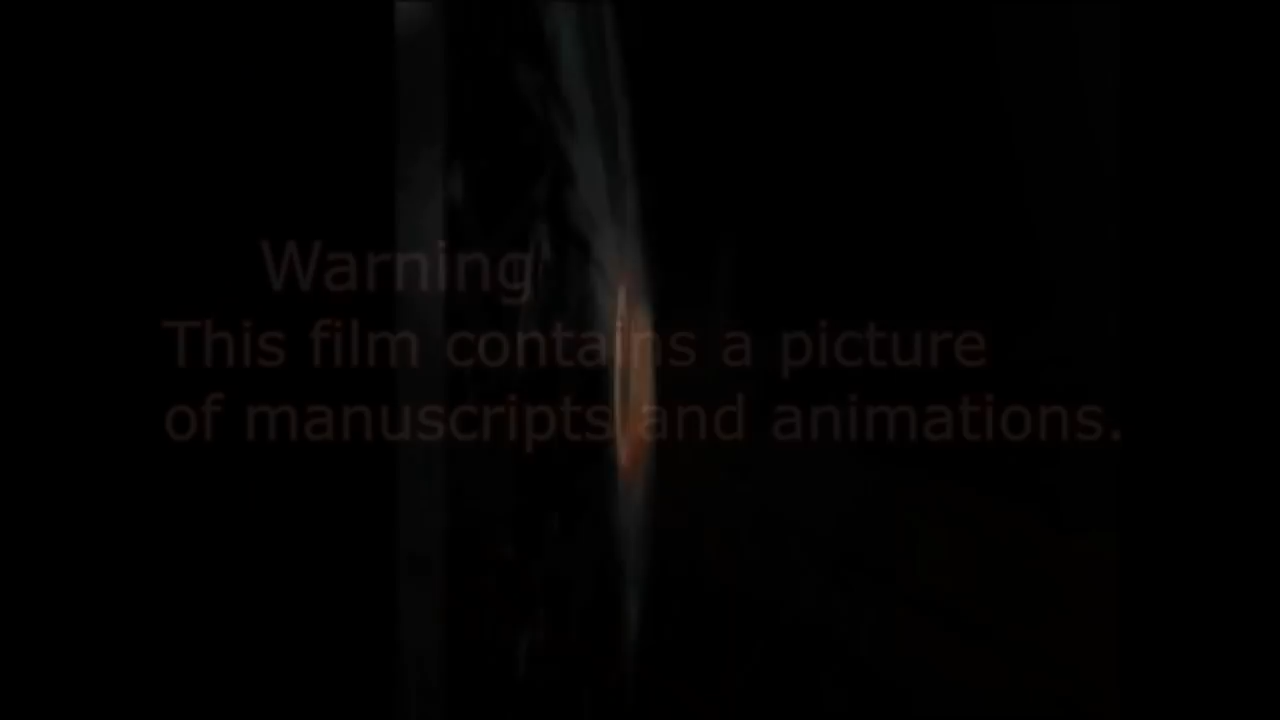 Warning
This film contains a picture
of manuscripts and animations.